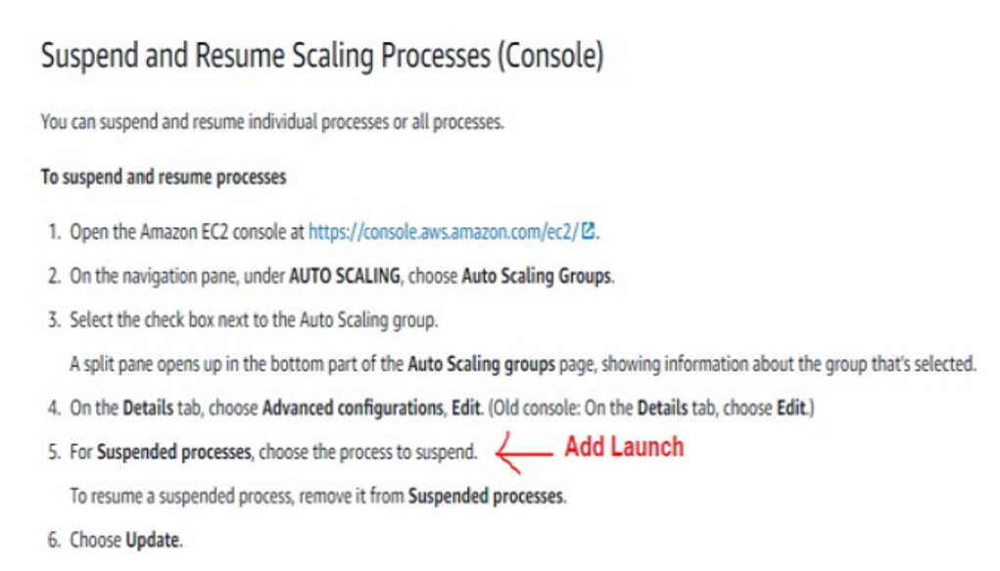 Suspend and Resume Scaling Processes (Console)
You can suspend and resume individual processes or all processes.
To suspend and resume processes
1. Open the Amazon EC2 console at https://console.aws.amazon.com/ec2/.
2. On the navigation pane, under AUTO SCALING, choose Auto Scaling Groups.
3. Select the check box next to the Auto Scaling group.
A split pane opens up in the bottom part of the Auto Scaling groups page, showing information about the group that's selected.
4. On the Details tab, choose Advanced configurations, Edit. (Old console: On the Details tab, choose Edit.)
5. For Suspended processes, choose the process to suspend. Add Launch
To resume a suspended process, remove it from Suspended processes.
6. Choose Update.